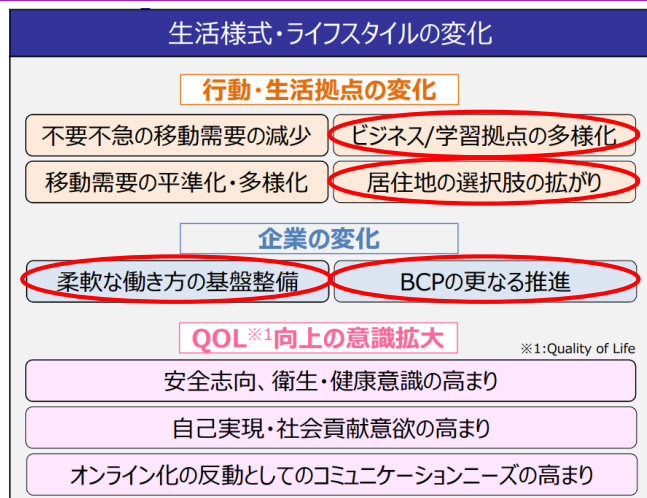 生活様式・ライフスタイルの変化
行動・生活拠点の変化
不要不急の移動需要の減少
ビジネス/学習拠点の多様化
移動需要の平準化・多様化
居住地の選択肢の拡がり
企業の変化
柔軟な働き方の基盤整備
BCPの更なる推進
QOL※1向上の意識拡大
※1:Quality of Life
安全志向、衛生・健康意識の高まり
自己実現・社会貢献意欲の高まり
オンライン化の反動としてのコミュニケーションニーズの高まり